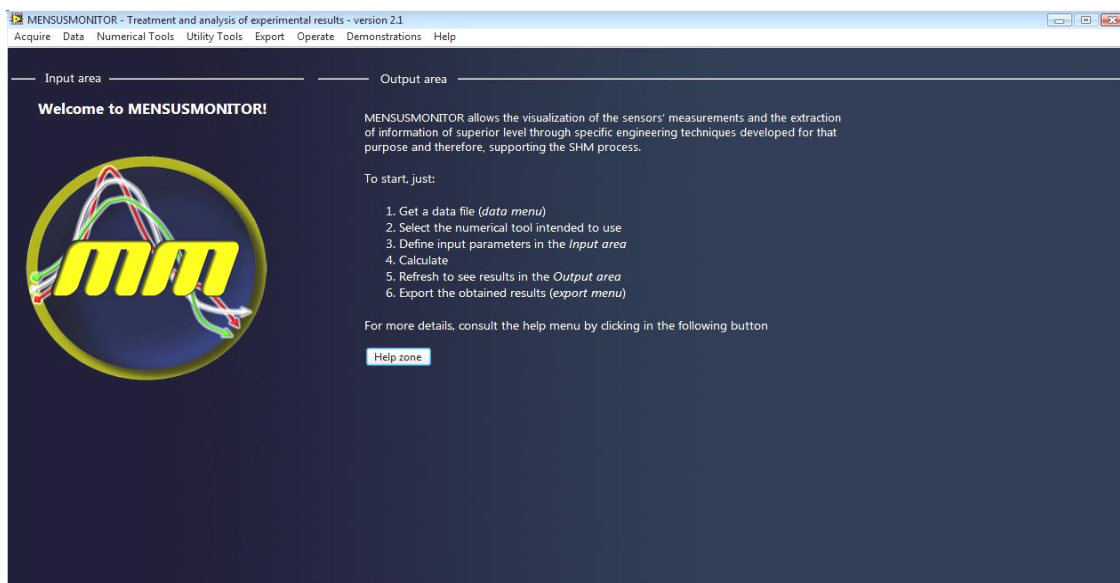 MENSUSMONITOR - Treatment and analysis of experimental results - version 2.1
Acquire Data Numerical Tools Utility Tools Export Operate Demonstrations Help
Input area
Output area
Welcome to MENSUSMONITOR!
MM
MENSUSMONITOR allows the visualization of the sensors' measurements and the extraction
of information of superior level through specific engineering techniques developed for that
purpose and therefore, supporting the SHM process.
To start, just:
1. Get a data file (data menu)
2. Select the numerical tool intended to use
3. Define input parameters in the Input area
4. Calculate
5. Refresh to see results in the Output area
6. Export the obtained results (export menu)
For more details, consult the help menu by clicking in the following button
Help zone